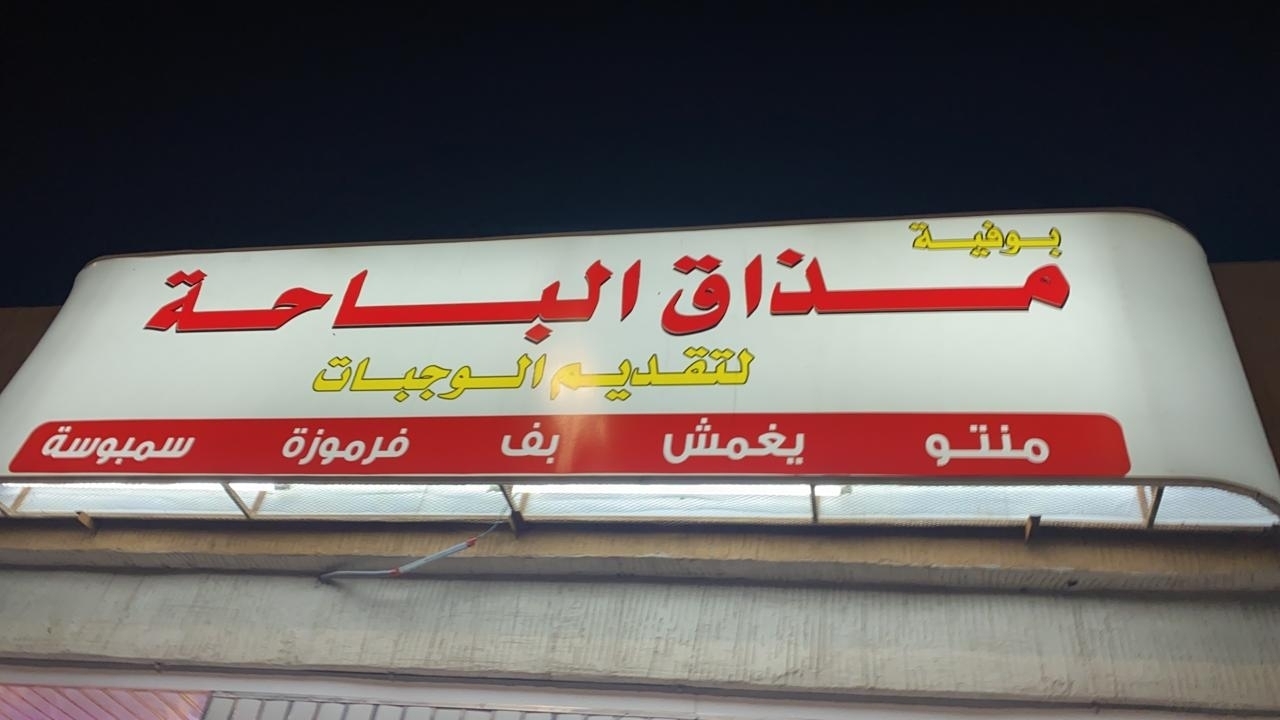 بوفية
مذاق الباحة
لتقديم الوجبات
منتو يغمش بف فرموزة سمبوسة